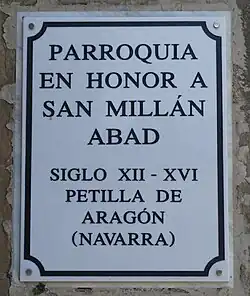 PARROQUIA
EN HONOR A
SAN MILLÁN
ABAD
SIGLO XII - XVI
PETILLA DE
ARAGÓN
(NAVARRA)